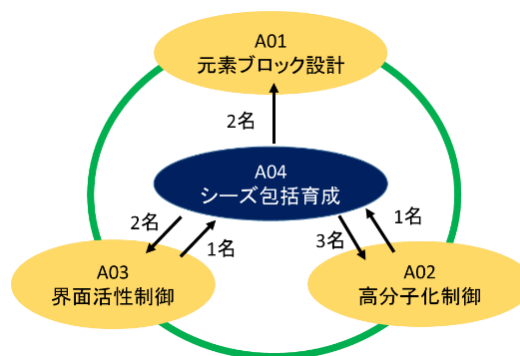 A01
元素ブロック設計
2名
A04
シーズ包括育成
2名
1名
3名
1名
A03
界面活性制御
A02
高分子化制御